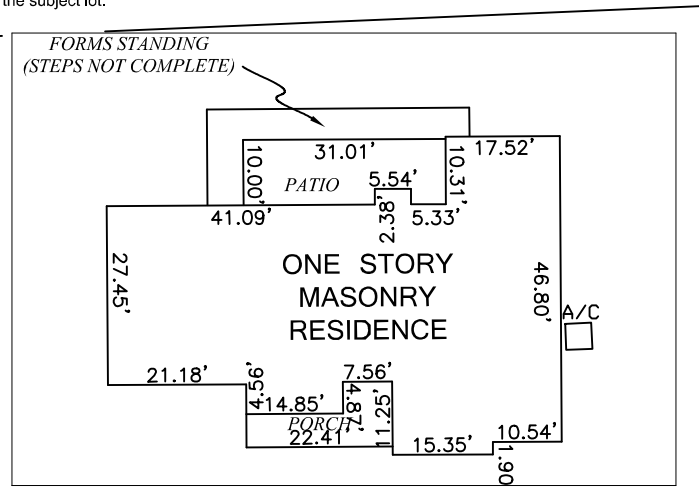 the subject lot.
FORMS STANDING
(STEPS NOT COMPLETE)
31.01'
17.52'
10.00'
PATIO
5.54'
10.31'
41.09'
2.38'
5.33'
27.45'
ONE STORY
MASONRY
RESIDENCE
46.80'
A/C
21.18'
4.56'
7.56'
14.85'
4.87'
11.25'
PORCH
22.41'
15.35'
10.54'
1.90